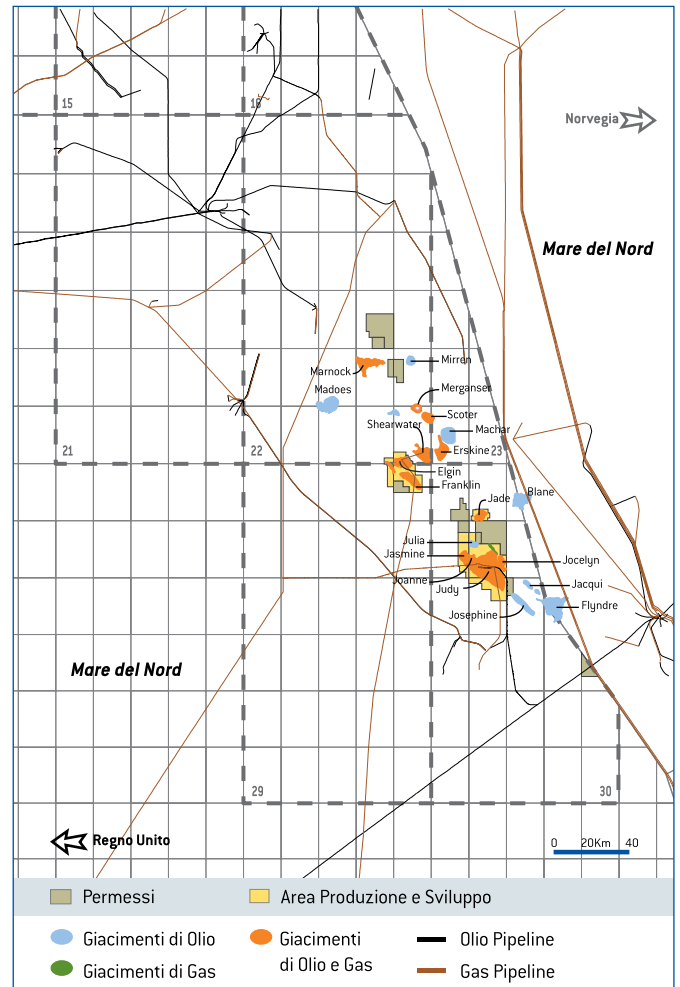 15
16
Norvegia
Mare del Nord
Mirren
Marnock
Madoes
Merganser
Scoter
Shearwater
Machar
Erskine
21
22
23
Elgin
Franklin
Jade
Blane
Julia
Jasmine
Jocelyn
Joanne
Jacqui
Judy
Flyndre
Josephine
Mare del Nord
29
30
Regno Unito
0 20Km 40
Permessi
Area Produzione e Sviluppo
Giacimenti di Olio
Giacimenti
di Olio e Gas
Olio Pipeline
Giacimenti di Gas
Gas Pipeline